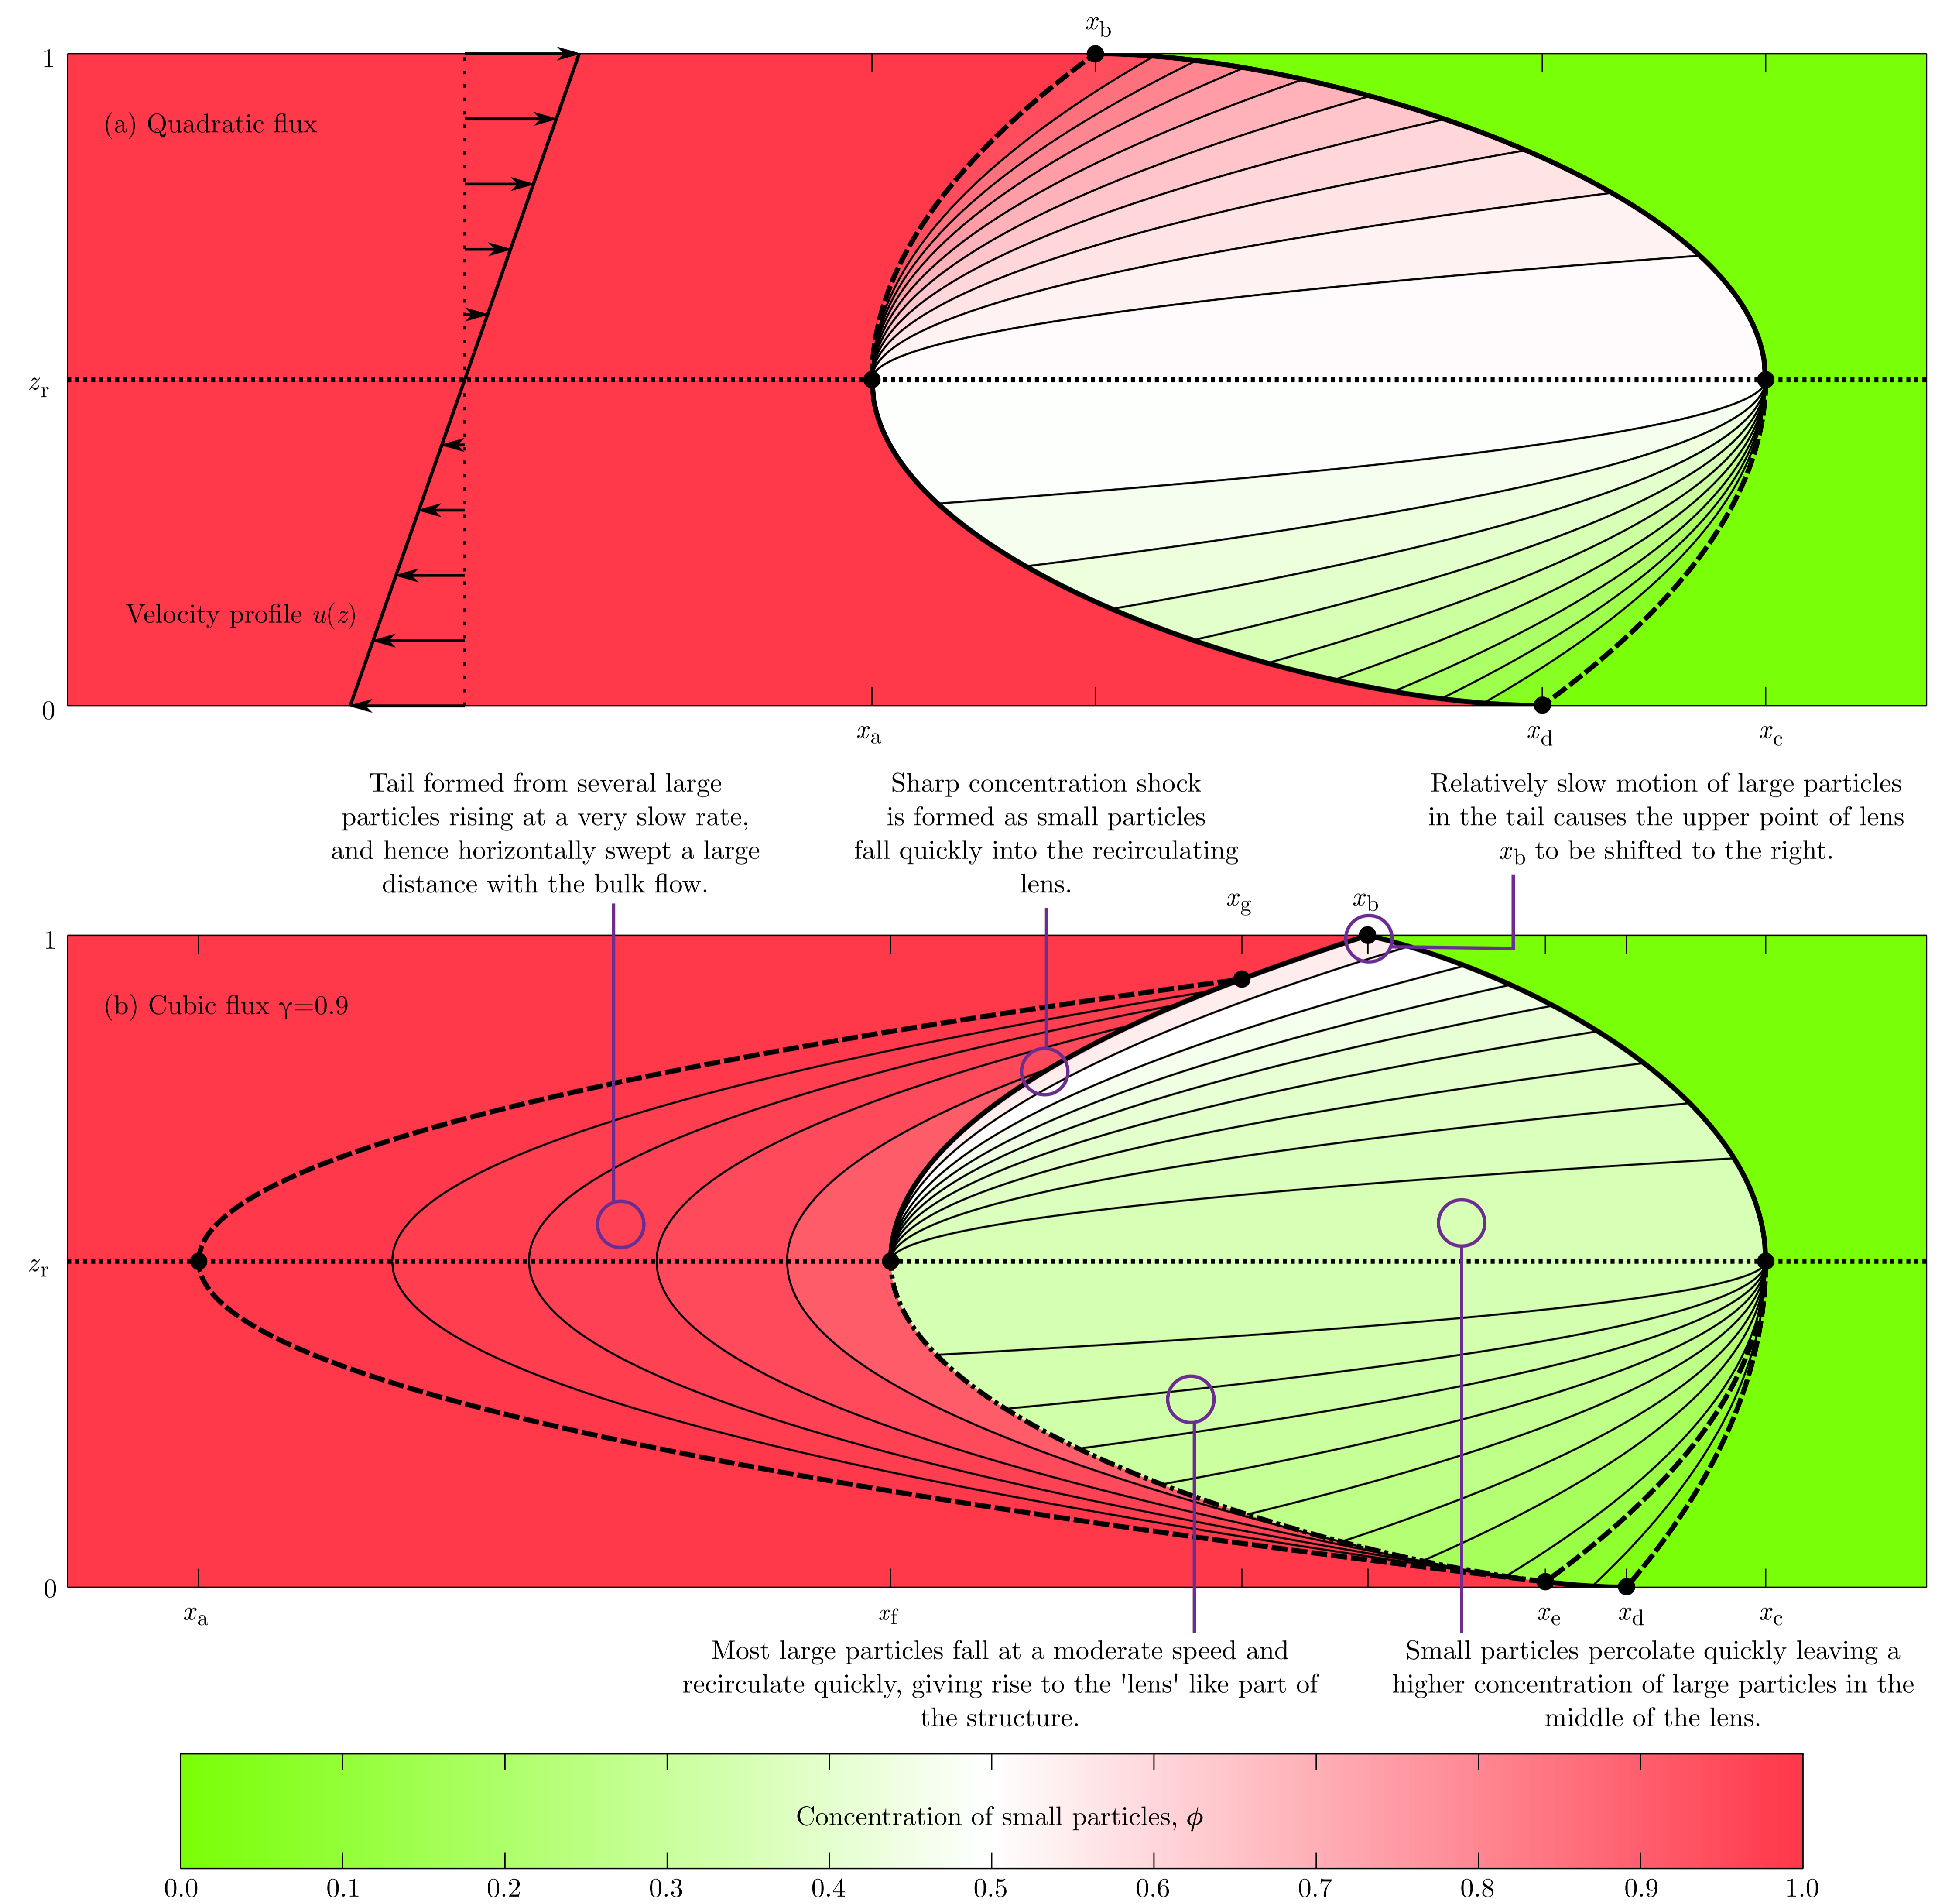 x_b
1
(a) Quadratic flux
z_r
Velocity profile u(z)
0
x_a
x_d
x_c
Tail formed from several large
particles rising at a very slow rate,
and hence horizontally swept a large
distance with the bulk flow.
Sharp concentration shock
is formed as small particles
fall quickly into the recirculating
lens.
Relatively slow motion of large particles
in the tail causes the upper point of lens
x_b to be shifted to the right.
x_g
x_b
1
(b) Cubic flux γ=0.9
z_r
0
x_a
x_f
x_e
x_d
x_c
Most large particles fall at a moderate speed and
recirculate quickly, giving rise to the 'lens' like part of
the structure.
Small particles percolate quickly leaving a
higher concentration of large particles in the
middle of the lens.
Concentration of small particles, ϕ
0.0 0.1 0.2 0.3 0.4 0.5 0.6 0.7 0.8 0.9 1.0